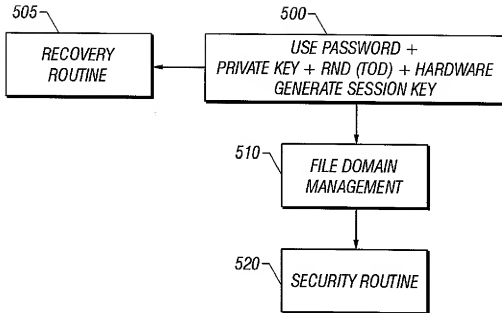 505
500
RECOVERY
ROUTINE
USE PASSWORD +
PRIVATE KEY + RND (TOD) + HARDWARE
GENERATE SESSION KEY
510
FILE DOMAIN
MANAGEMENT
520
SECURITY ROUTINE